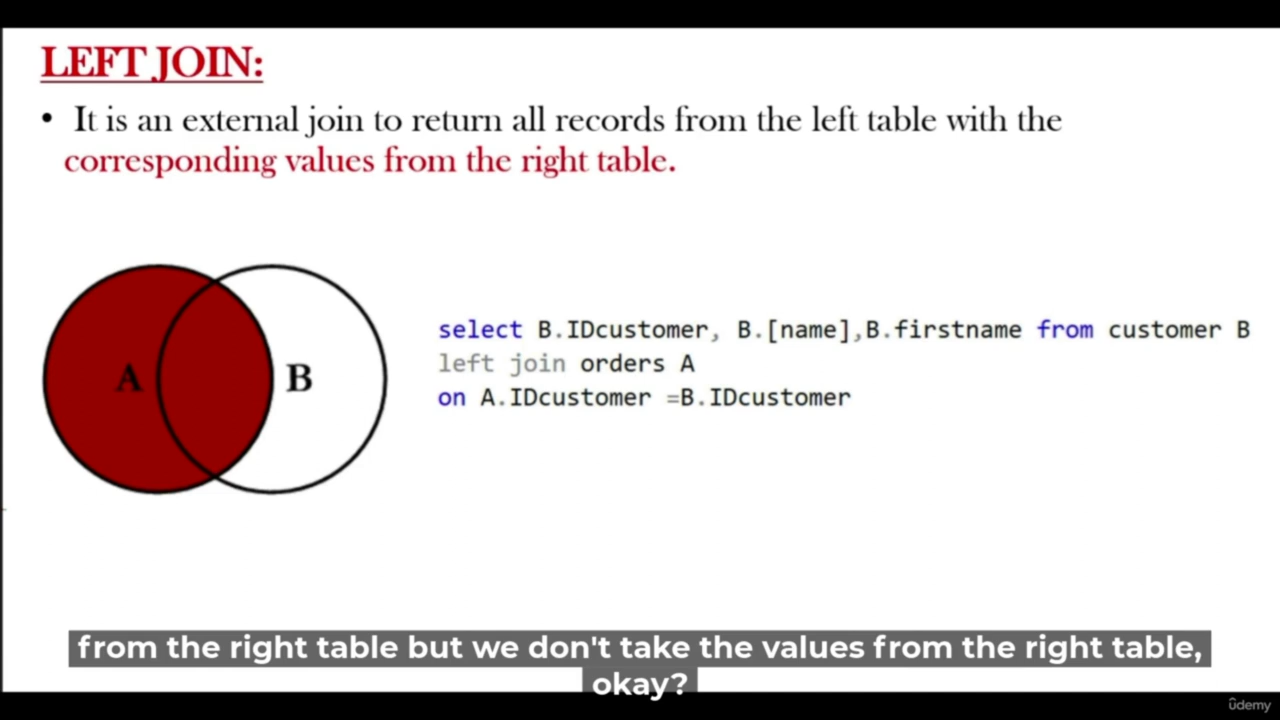 LEFT JOIN:
• It is an external join to return all records from the left table with the
corresponding values from the right table.
A
B
select B.IDcustomer, B.[name],B.firstname from customer B
left join orders A
on A.IDcustomer =B.IDcustomer
from the right table but we don't take the values from the right table,
okay?
ûdemy